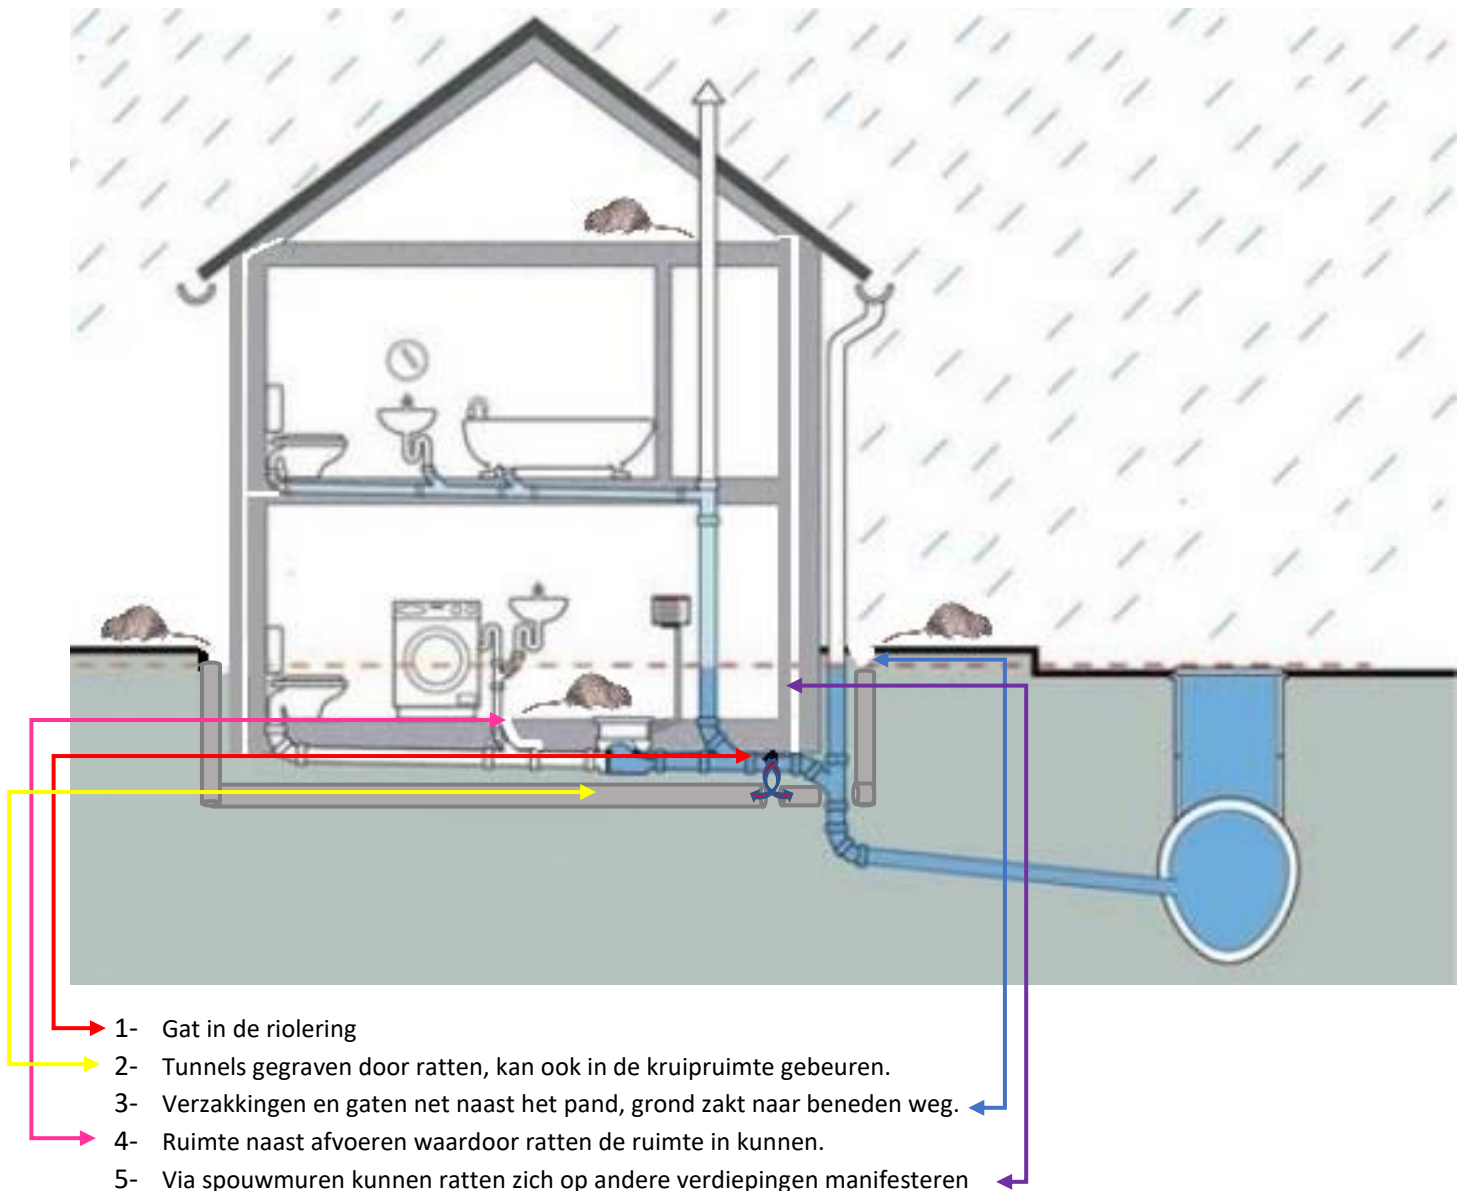 1- Gat in de riolering
2- Tunnels gegraven door ratten, kan ook in de kruipruimte gebeuren.
3- Verzakkingen en gaten net naast het pand, grond zakt naar beneden weg.
4- Ruimte naast afvoeren waardoor ratten de ruimte in kunnen.
5- Via spouwmuren kunnen ratten zich op andere verdiepingen manifesteren